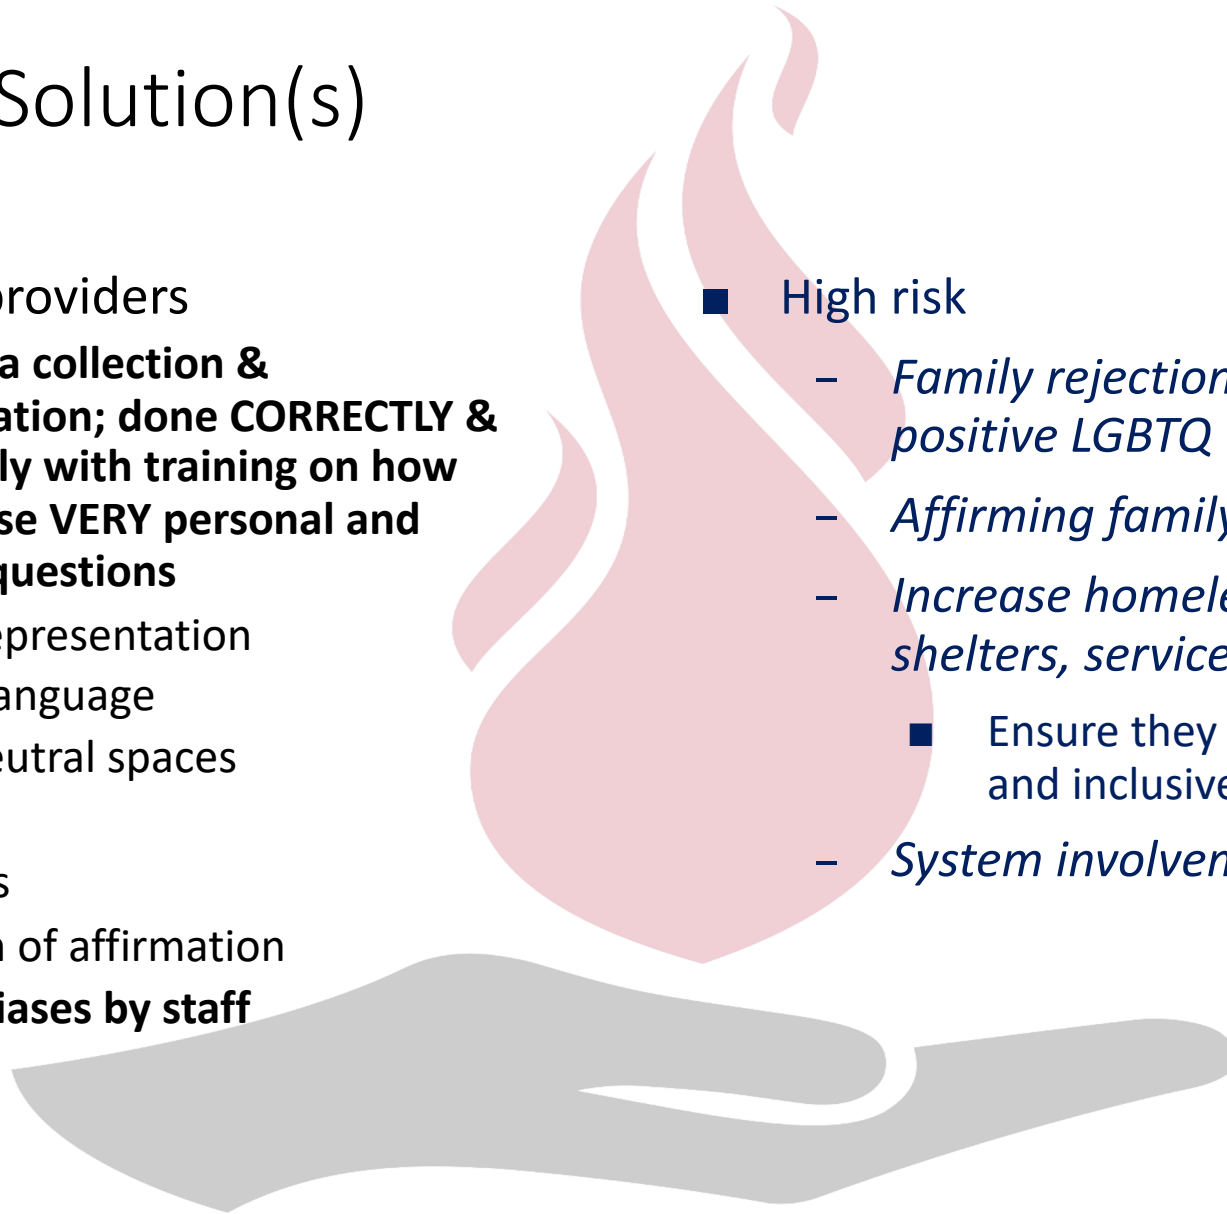 Solution(s)
providers
a collection &
ation; done CORRECTLY &
ly with training on how
se VERY personal and
questions
epresentation
anguage
eutral spaces
s
n of affirmation
iases by staff
■ High risk
– Family rejection
positive LGBTQ
– Affirming family
– Increase homele
shelters, service
■ Ensure they
and inclusive
– System involvem